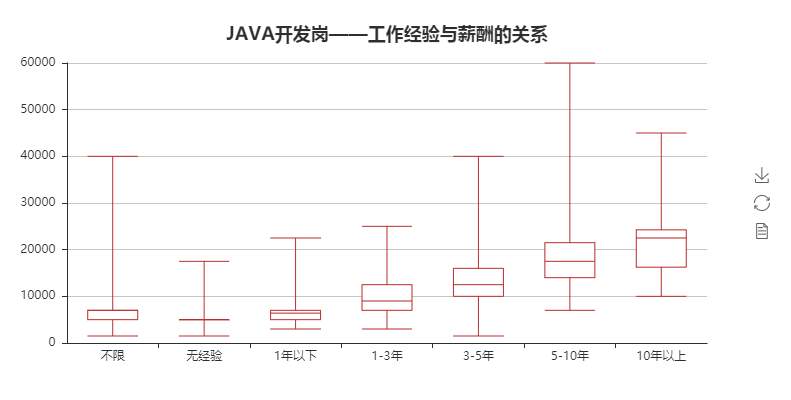 JAVA开发岗——工作经验与薪酬的关系
60000
50000
40000
30000
20000
10000
0
不限
无经验
1年以下
1-3年
3-5年
5-10年
10年以上